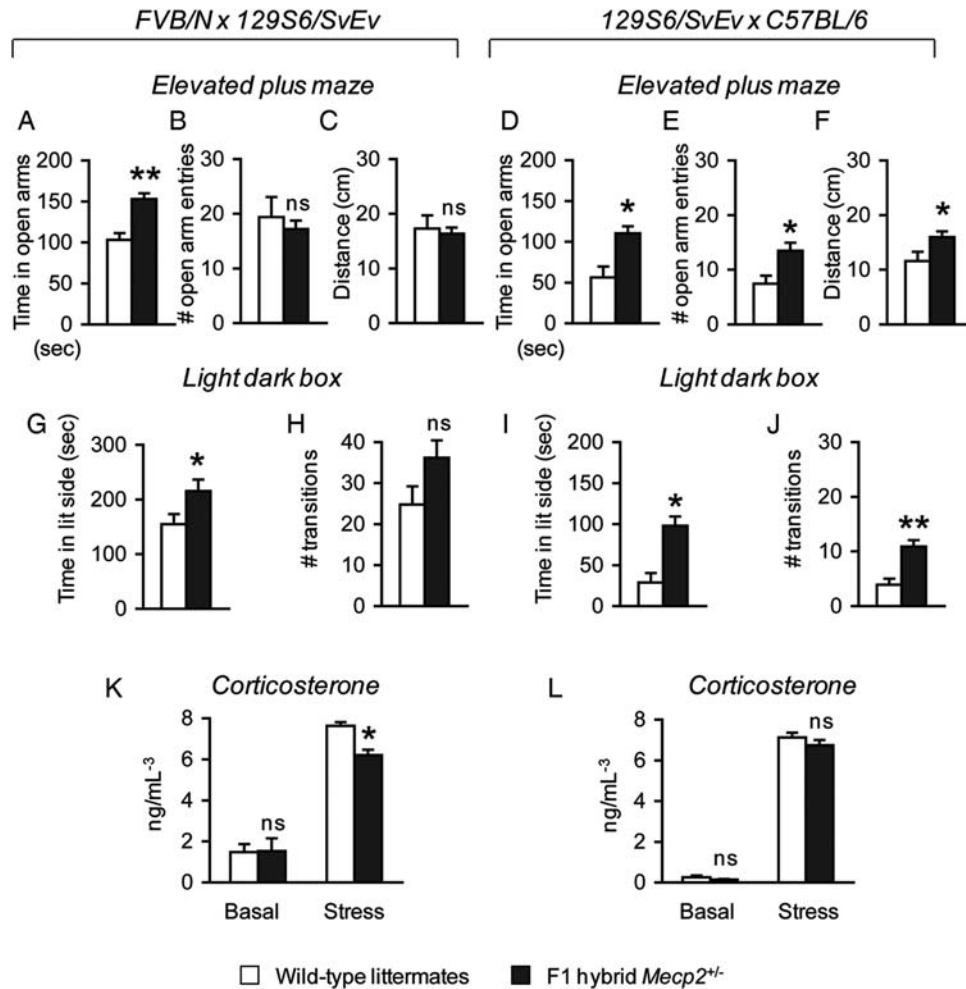 FVB/N x 129S6/SvEv
129S6/SvEv x C57BL/6
Elevated plus maze
Elevated plus maze
A
Time in open arms
(sec)
200
150
100
50
0
**
B
# open arm entries
30
20
10
0
ns
C
Distance (cm)
30
20
10
0
ns
D
Time in open arms
(sec)
200
150
100
50
0
*
E
# open arm entries
30
20
10
0
*
F
Distance (cm)
30
20
10
0
*
Light dark box
Light dark box
G
Time in lit side (sec)
300
200
100
0
*
H
# transitions
40
30
20
10
0
ns
I
Time in lit side (sec)
200
150
100
50
0
*
J
# transitions
30
20
10
0
**
K
Corticosterone
ng/mL-3
8
6
4
2
0
ns
*
Basal
Stress
L
Corticosterone
ng/mL-3
8
6
4
2
0
ns
ns
Basal
Stress
Wild-type littermates
F1 hybrid Mecp2+/-